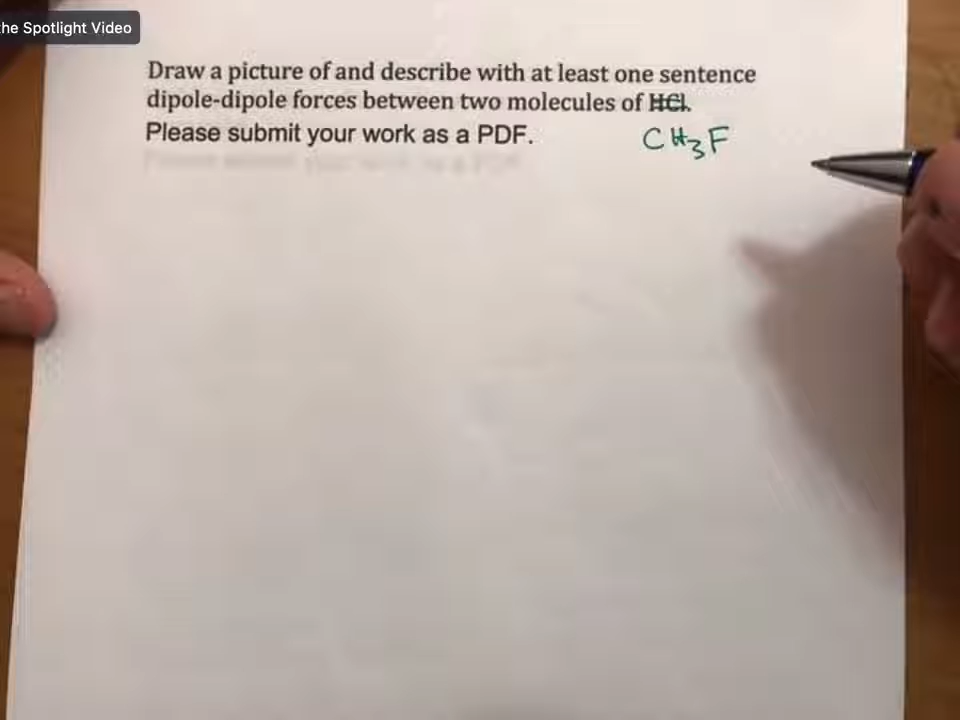 he Spotlight Video
Draw a picture of and describe with at least one sentence
dipole-dipole forces between two molecules of HCl.
Please submit your work as a PDF.
CH3F